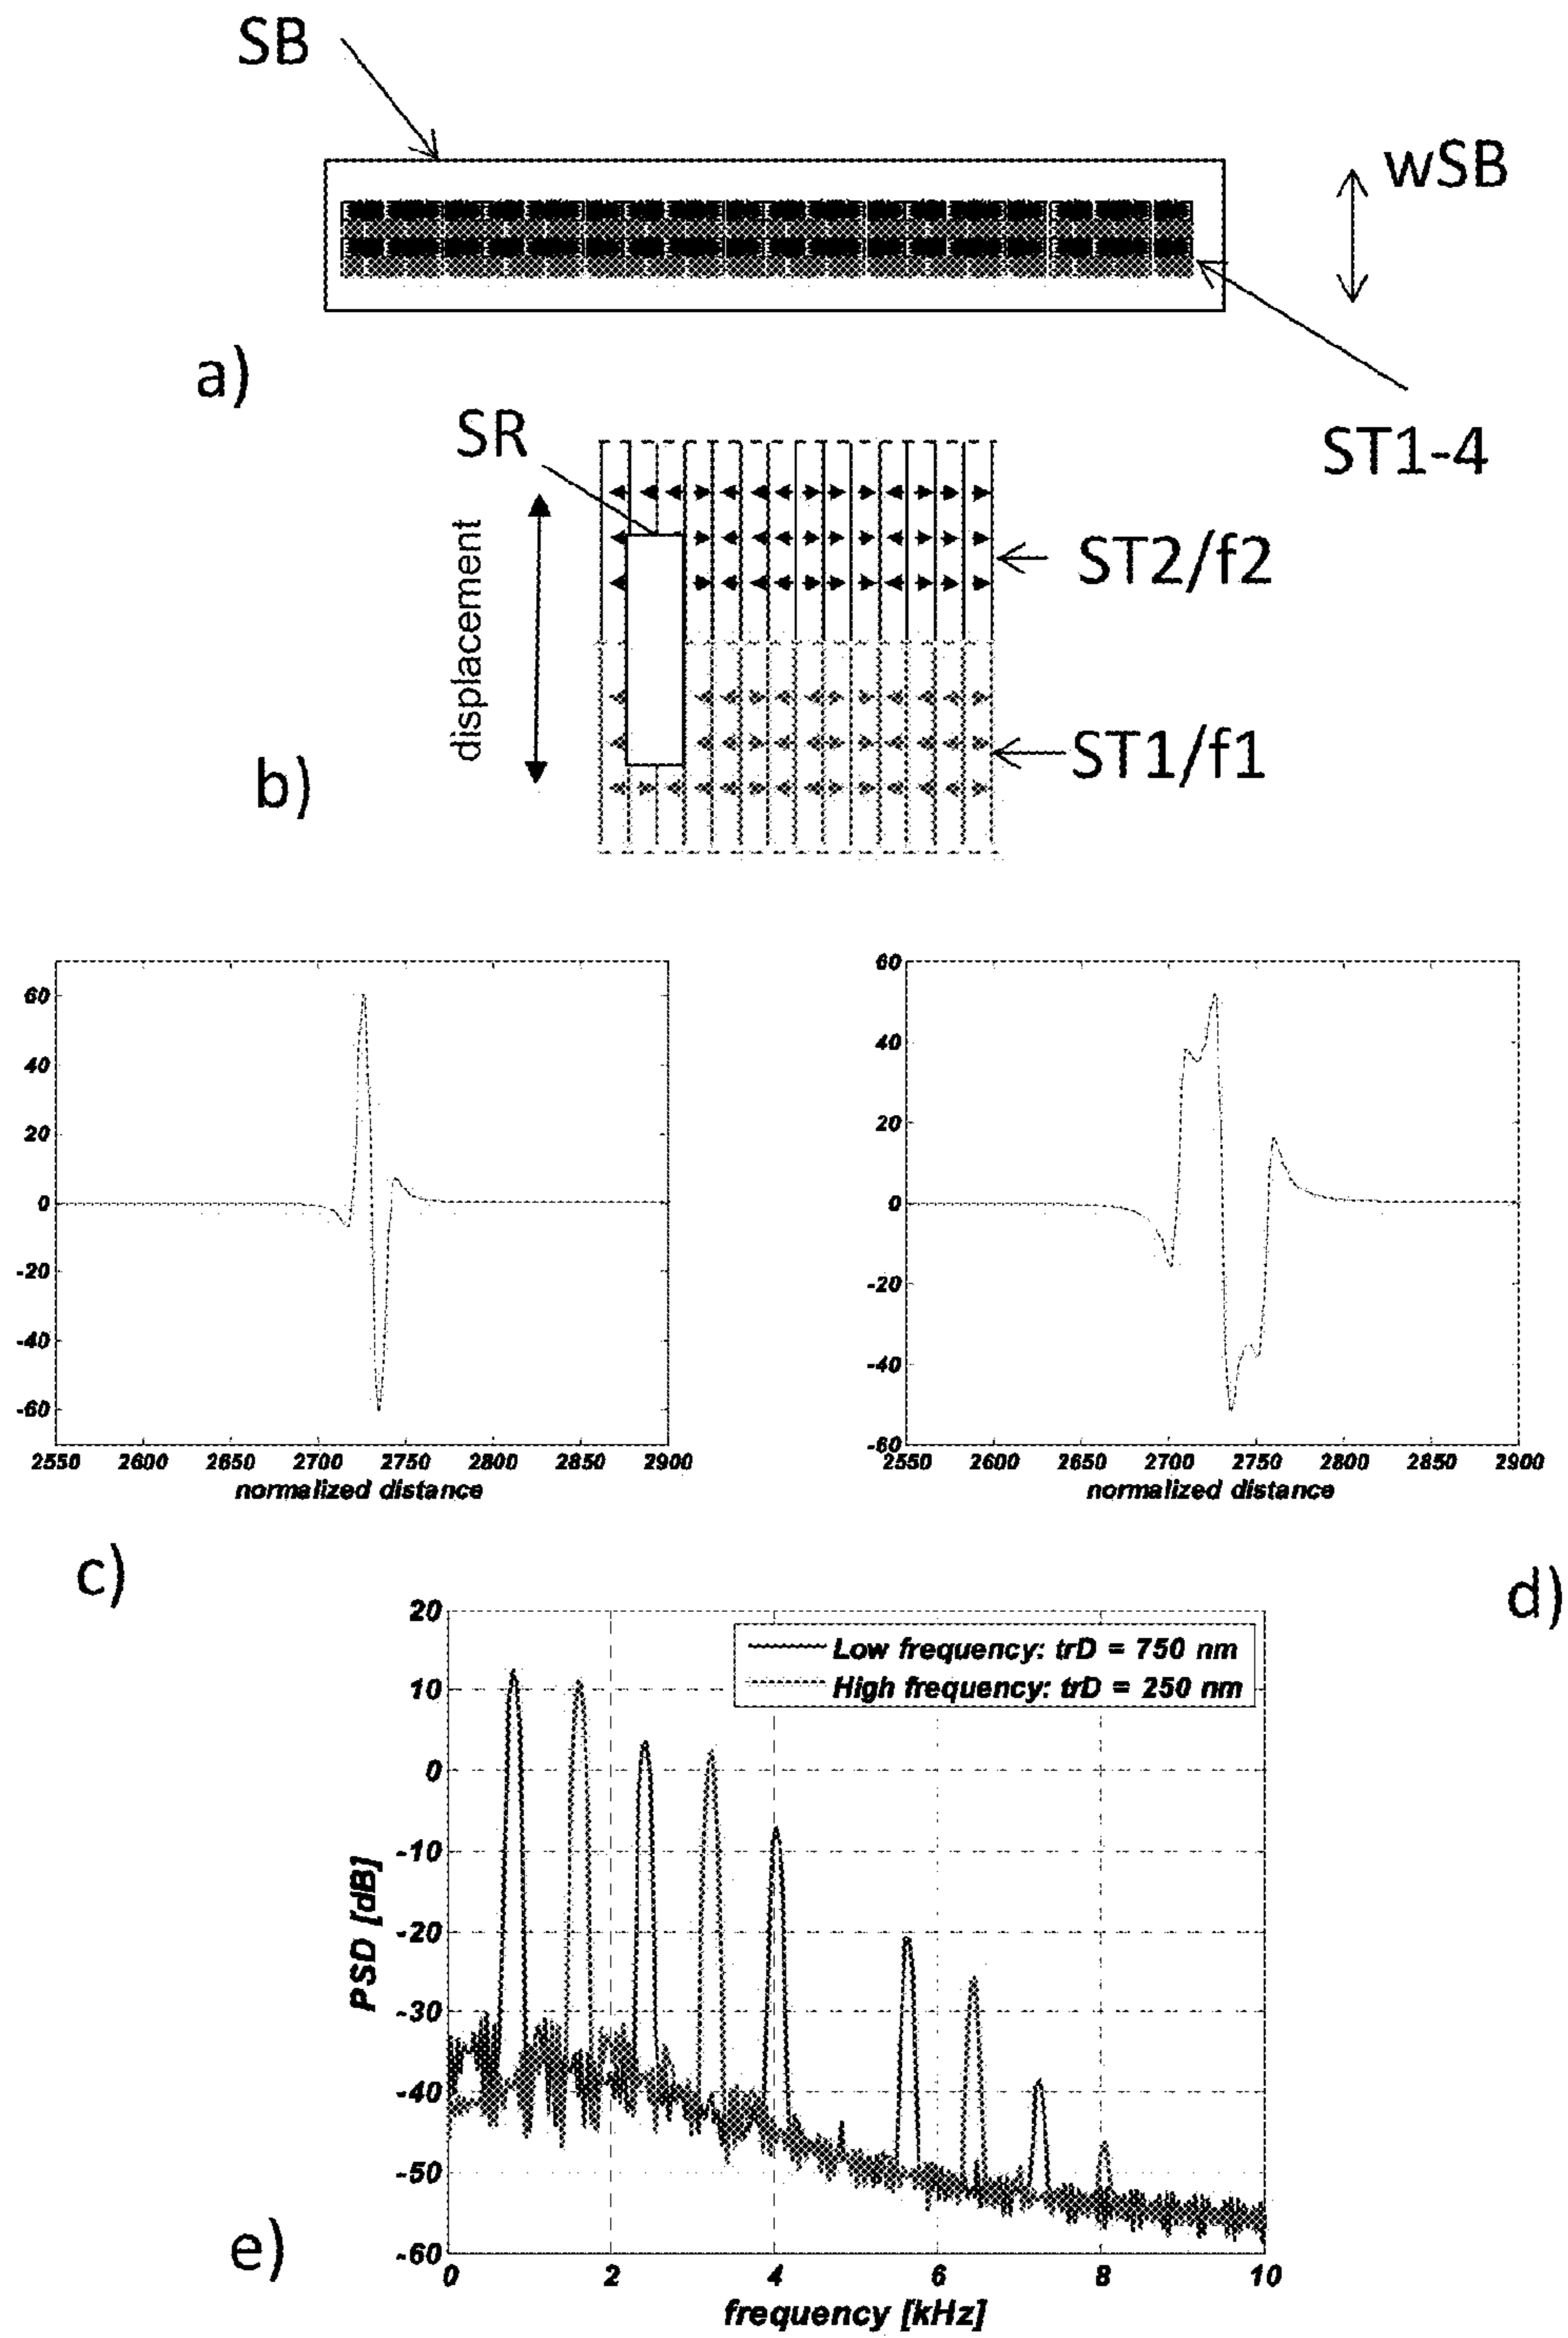 SB
wSB
a)
ST1-4
SR
displacement
ST2/f2
ST1/f1
b)
60
40
20
0
-20
-40
-60
2550 2600 2650 2700 2750 2800 2850 2900
normalized distance
60
40
20
0
-20
-40
-60
2550 2600 2650 2700 2750 2800 2850 2900
normalized distance
c)
d)
20
10
0
-10
-20
-30
-40
-50
-60
PSD [dB]
Low frequency: trD = 750 nm
High frequency: trD = 250 nm
0 2 4 6 8 10
frequency [kHz]
e)